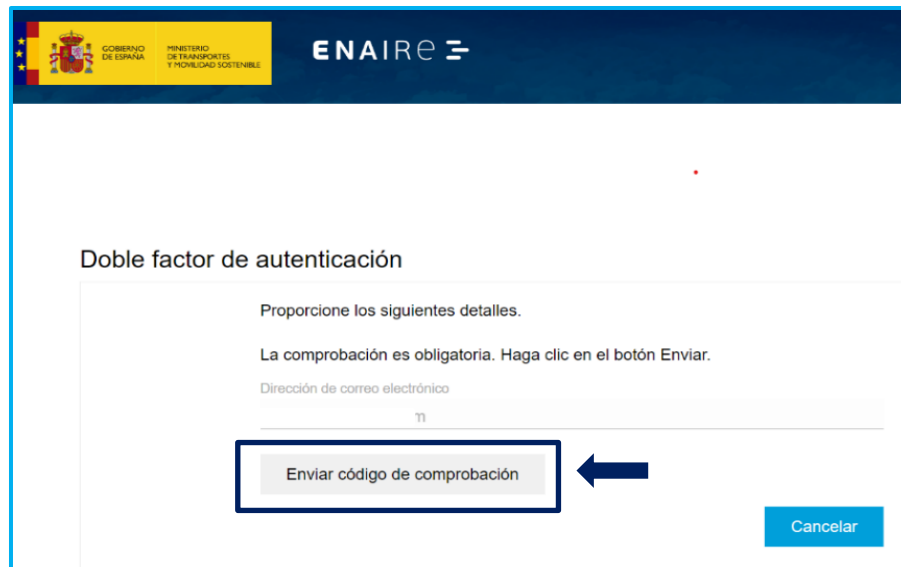 GOBIERNO
DE ESPAÑA
MINISTERIO
DE TRANSPORTES
Y MOVILIDAD SOSTENIBLE
ENAIRe
Doble factor de autenticación
Proporcione los siguientes detalles.
La comprobación es obligatoria. Haga clic en el botón Enviar.
Dirección de correo electrónico
Enviar código de comprobación
Cancelar